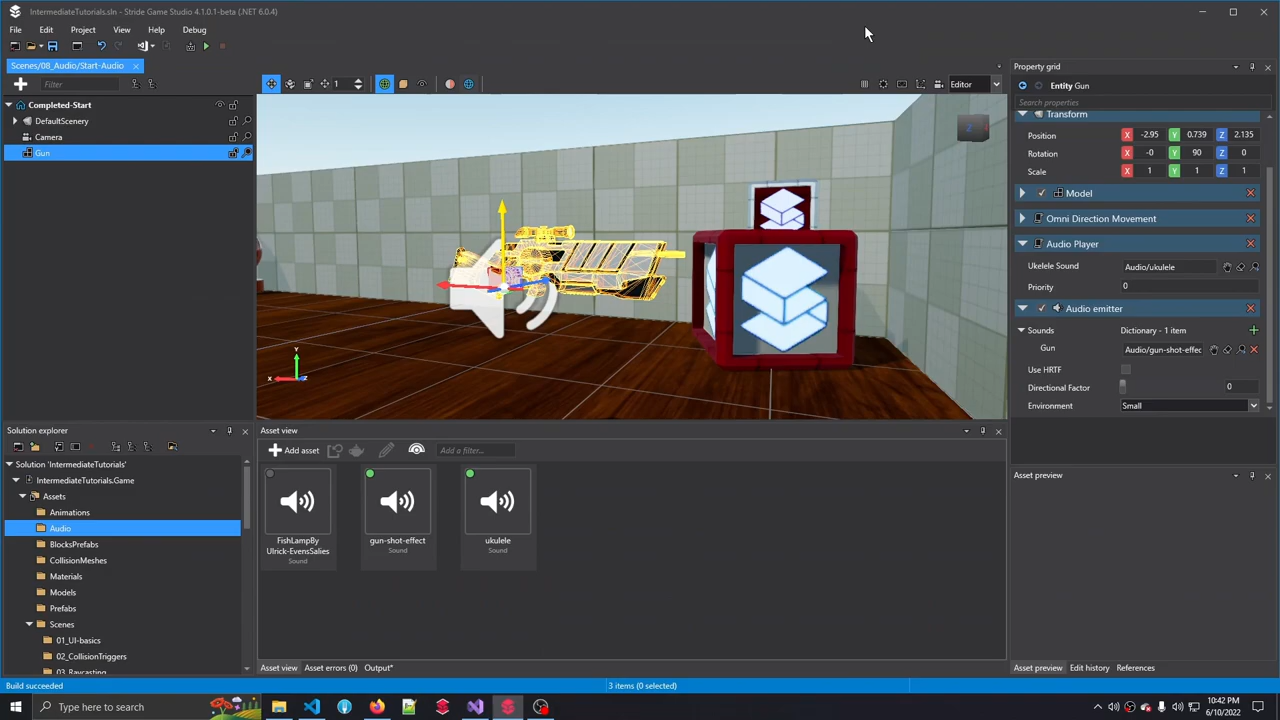 IntermediateTutorials.sln - Stride Game Studio 4.1.0.1-beta (.NET 6.0.4)
File Edit Project View Help Debug
Scenes/08_Audio/Start-Audio
Filter
Completed-Start
DefaultScenery
Camera
Gun
1
Editor
Z
Y
X
Z
Property grid
Entity Gun
Search properties
Transform
Position X -2.95 Y 0.739 Z 2.135
Rotation X -0 Y 90 Z 0
Scale X 1 Y 1 Z 1
Model
Omni Direction Movement
Audio Player
Ukelele Sound Audio/ukulele
Priority 0
Audio emitter
Sounds Dictionary - 1 item
Gun Audio/gun-shot-effec
Use HRTF
Directional Factor 0
Environment Small
Solution explorer
Solution 'IntermediateTutorials'
IntermediateTutorials.Game
Assets
Animations
Audio
BlocksPrefabs
CollisionMeshes
Materials
Models
Prefabs
Scenes
01_UI-basics
02_CollisionTriggers
03_Raycasting
Asset view
Add asset
Add a filter...
FishLampBy
Ulrick-EvensSalies
Sound
gun-shot-effect
Sound
ukulele
Sound
Asset view Asset errors (0) Output*
Asset preview
Asset preview Edit history References
Build succeeded
3 items (0 selected)
Type here to search
10:42 PM
6/10/2022